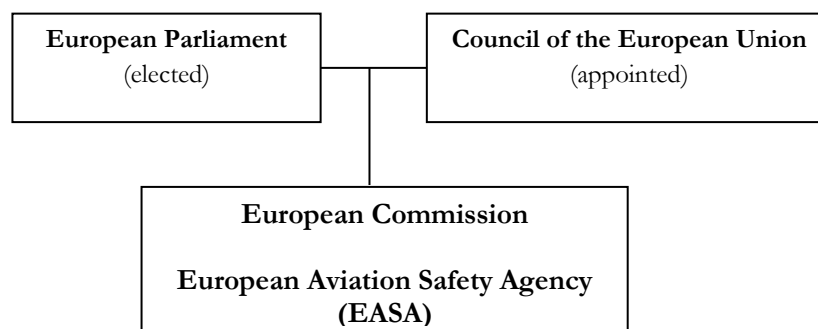 European Parliament
(elected)
Council of the European Union
(appointed)
European Commission
European Aviation Safety Agency
(EASA)